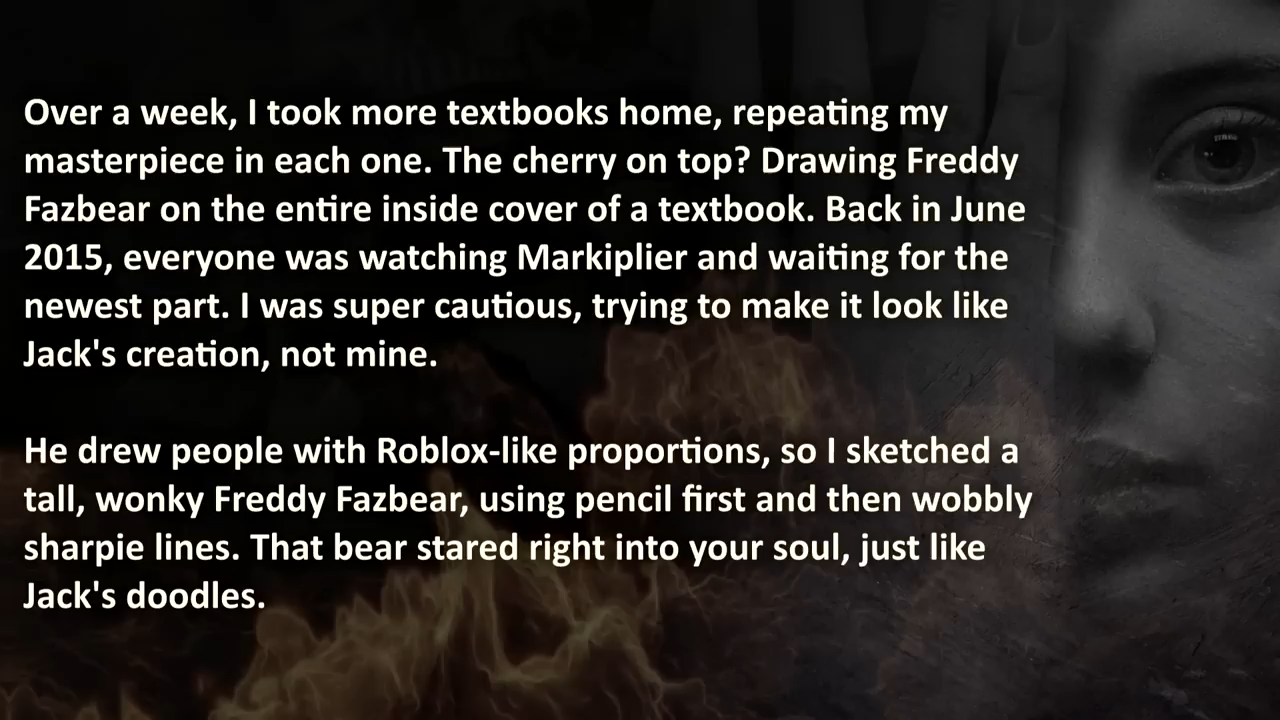 Over a week, I took more textbooks home, repeating my
masterpiece in each one. The cherry on top? Drawing Freddy
Fazbear on the entire inside cover of a textbook. Back in June
2015, everyone was watching Markiplier and waiting for the
newest part. I was super cautious, trying to make it look like
Jack's creation, not mine.
He drew people with Roblox-like proportions, so I sketched a
tall, wonky Freddy Fazbear, using pencil first and then wobbly
sharpie lines. That bear stared right into your soul, just like
Jack's doodles.